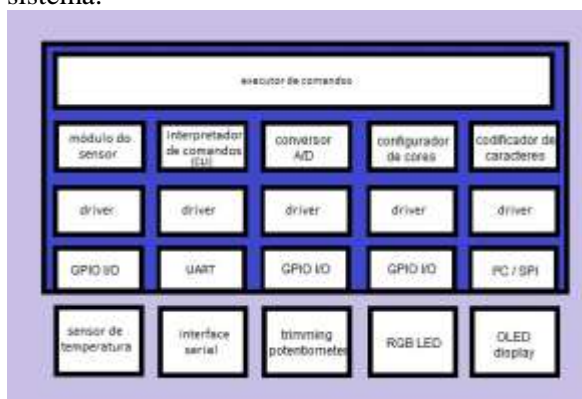 sistema.
executor de comandos
módulo do
sensor
interpretador
de comandos
(CLI)
conversor
A/D
configurador
de cores
codificador de
caracteres
driver
driver
driver
driver
driver
GPIO I/O
UART
GPIO I/O
GPIO I/O
I²C / SPI
sensor de
temperatura
interface
serial
trimming
potentiometer
RGB LED
OLED
display